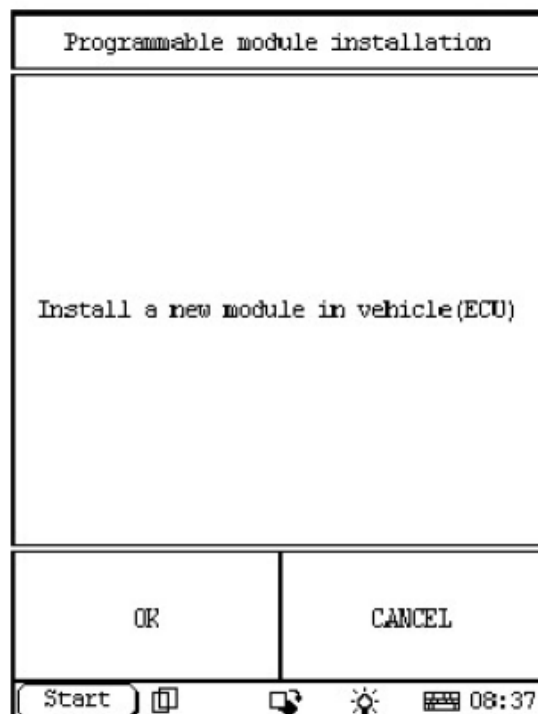 Programmable module installation
Install a new module in vehicle(ECU)
OK
CANCEL
Start
08:37